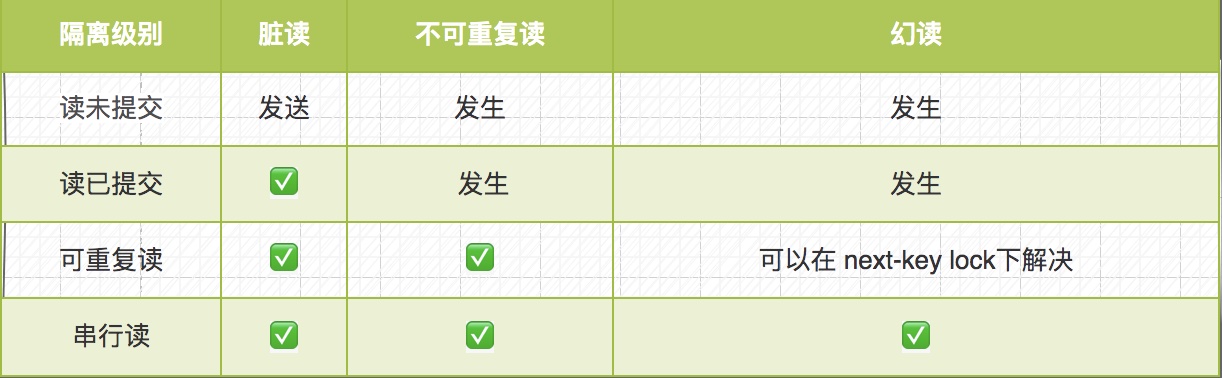 隔离级别 脏读 不可重复读 幻读
读未提交 发送 发生 发生
读已提交 ✅ 发生 发生
可重复读 ✅ ✅ 可以在 next-key lock下解决
串行读 ✅ ✅ ✅